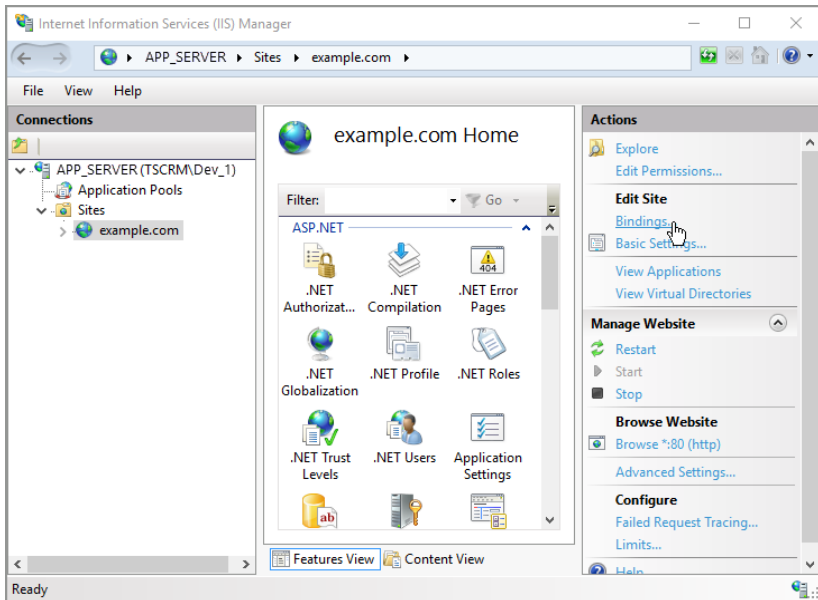 Internet Information Services (IIS) Manager
APP_SERVER Sites example.com
File View Help
Connections
APP_SERVER (TSCRM\Dev_1)
Application Pools
Sites
example.com
example.com Home
Filter:
Go
ASP.NET
.NET Authorizat...
.NET Compilation
404
.NET Error Pages
.NET Globalization
.NET Profile
.NET Roles
.NET Trust Levels
.NET Users
Application Settings
ab
Features View
Content View
Actions
Explore
Edit Permissions...
Edit Site
Bindings...
Basic Settings...
View Applications
View Virtual Directories
Manage Website
Restart
Start
Stop
Browse Website
Browse *:80 (http)
Advanced Settings...
Configure
Failed Request Tracing...
Limits...
Help
Ready